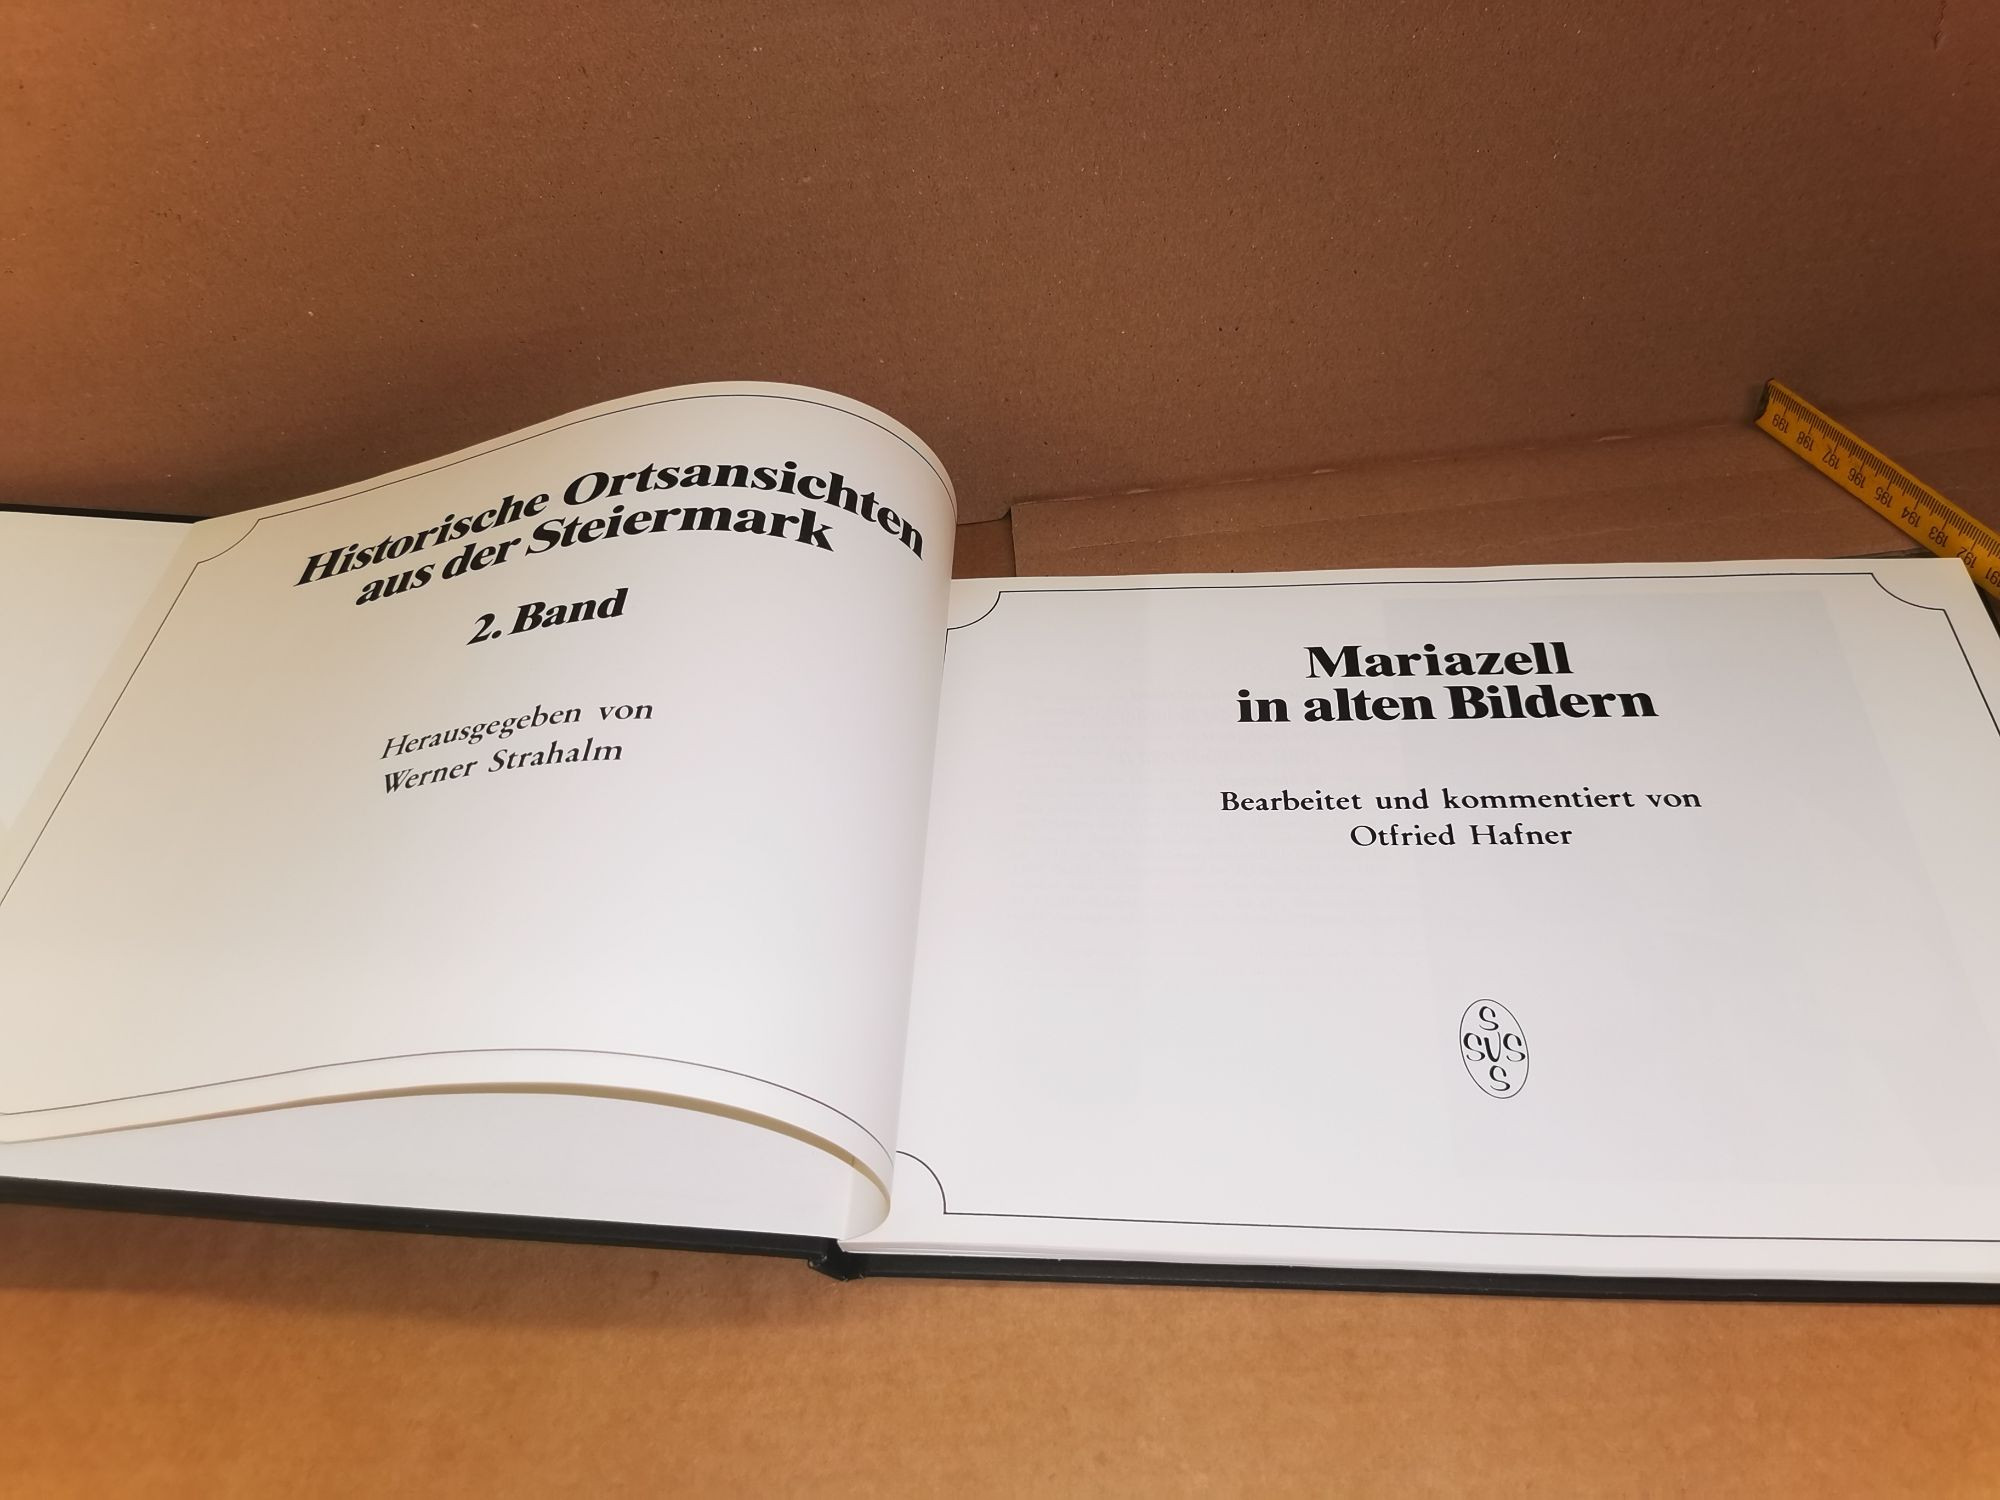 Historische Ortsansichten
aus der Steiermark
2. Band
Herausgegeben von
Werner Strahalm
Mariazell
in alten Bildern
Bearbeitet und kommentiert von
Otfried Hafner
S
SVS
S
199 198 197 196 195 194 193 192 191